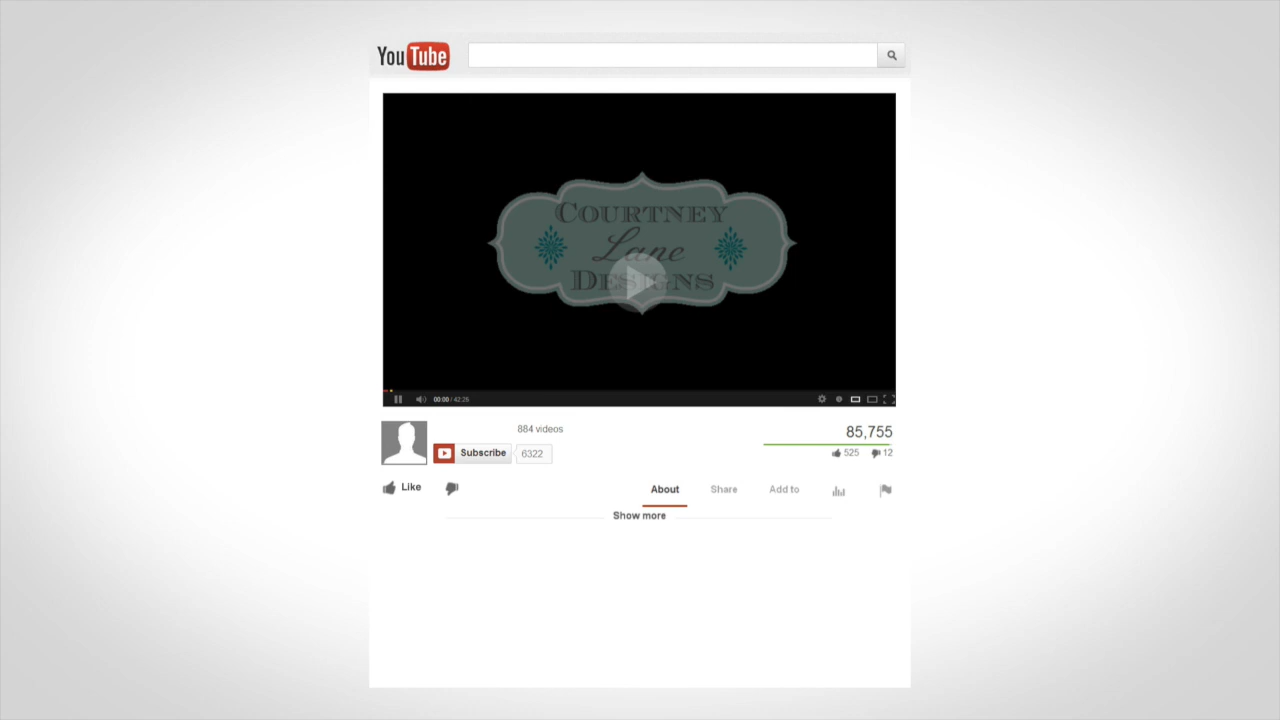 YouTube
COURTNEY
Lane
DESIGNS
00:00 / 42:25
884 videos
Subscribe
6322
85,755
525
12
Like
About
Share
Add to
Show more